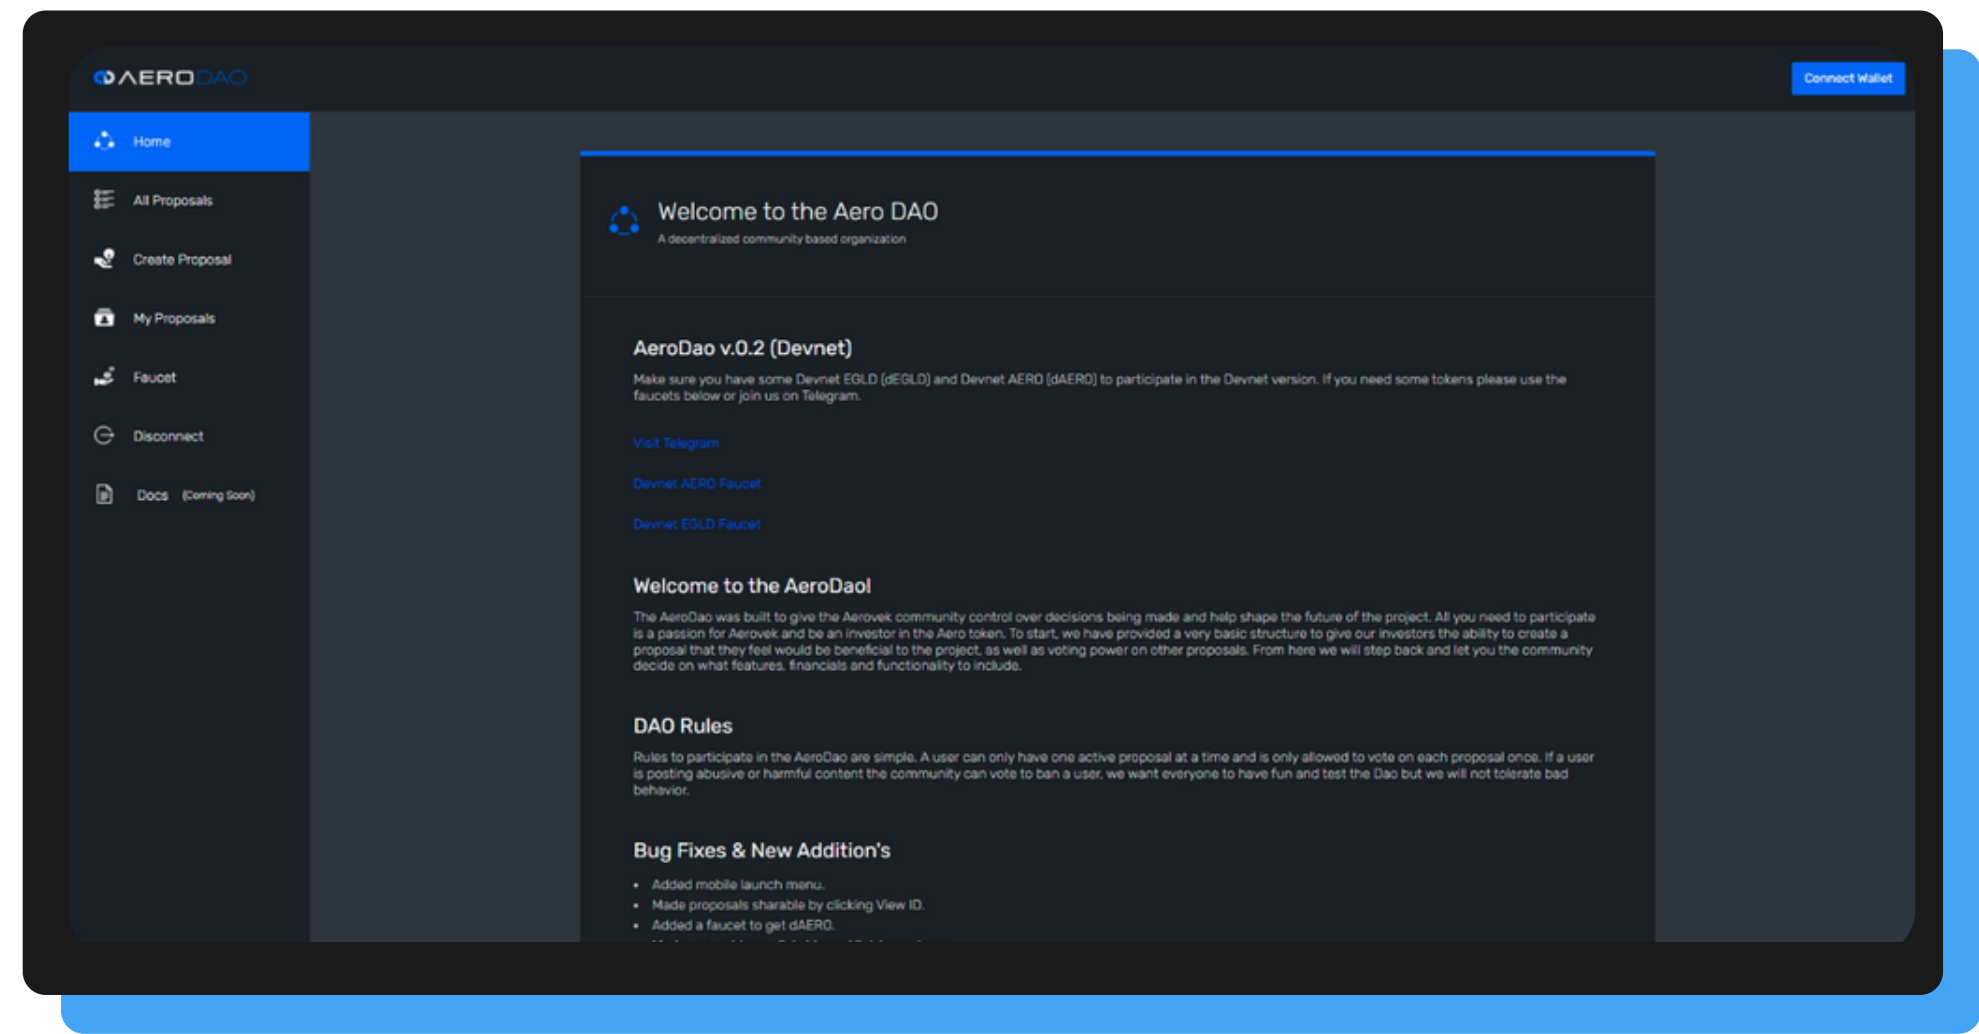 AERODAO
Connect Wallet
Home
All Proposals
Create Proposal
My Proposals
Faucet
Disconnect
Docs (Coming Soon)
Welcome to the Aero DAO
A decentralized community based organization
AeroDao v.0.2 (Devnet)
Make sure you have some Devnet EGLD (dEGLD) and Devnet AERO (dAERO) to participate in the Devnet version. If you need some tokens please use the
faucets below or join us on Telegram.
Visit Telegram
Devnet AERO Faucet
Devnet EGLD Faucet
Welcome to the AeroDao!
The AeroDao was built to give the Aerovek community control over decisions being made and help shape the future of the project. All you need to participate
is a passion for Aerovek and be an investor in the Aero token. To start, we have provided a very basic structure to give our investors the ability to create a
proposal that they feel would be beneficial to the project, as well as voting power on other proposals. From here we will step back and let you the community
decide on what features, financials and functionality to include.
DAO Rules
Rules to participate in the AeroDao are simple. A user can only have one active proposal at a time and is only allowed to vote on each proposal once. If a user
is posting abusive or harmful content the community can vote to ban a user, we want everyone to have fun and test the Dao but we will not tolerate bad
behavior.
Bug Fixes & New Addition's
• Added mobile launch menu.
• Made proposals sharable by clicking View ID.
• Added a faucet to get dAERO.